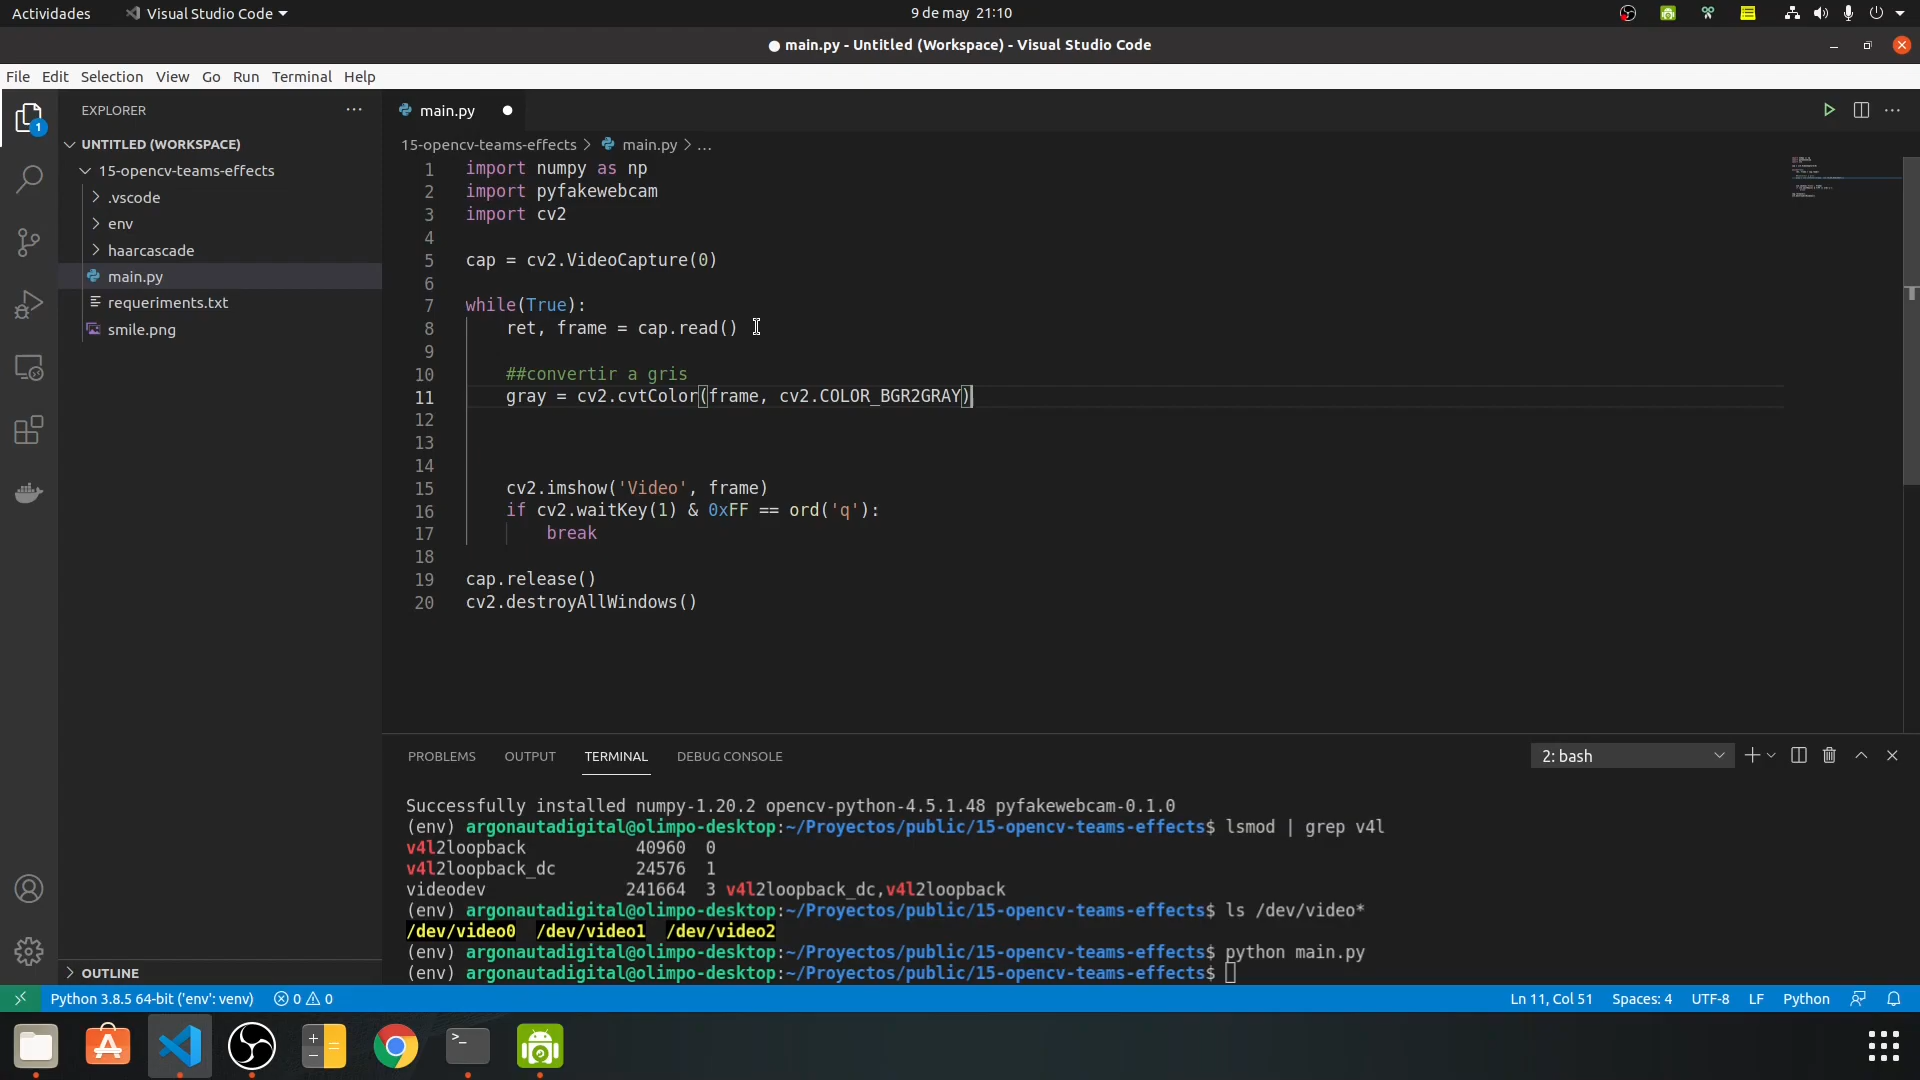 Actividades
Visual Studio Code
9 de may 21:10
● main.py - Untitled (Workspace) - Visual Studio Code
File Edit Selection View Go Run Terminal Help
1
EXPLORER
UNTITLED (WORKSPACE)
15-opencv-teams-effects
.vscode
env
haarcascade
main.py
requeriments.txt
smile.png
OUTLINE
main.py
15-opencv-teams-effects > main.py > ...
1 import numpy as np
2 import pyfakewebcam
3 import cv2
4
5 cap = cv2.VideoCapture(0)
6
7 while(True):
8 ret, frame = cap.read()
9
10 ##convertir a gris
11 gray = cv2.cvtColor(frame, cv2.COLOR_BGR2GRAY)
12
13
14
15 cv2.imshow('Video', frame)
16 if cv2.waitKey(1) & 0xFF == ord('q'):
17 break
18
19 cap.release()
20 cv2.destroyAllWindows()
PROBLEMS OUTPUT TERMINAL DEBUG CONSOLE
2: bash
Successfully installed numpy-1.20.2 opencv-python-4.5.1.48 pyfakewebcam-0.1.0
(env) argonautadigital@olimpo-desktop:~/Proyectos/public/15-opencv-teams-effects$ lsmod | grep v4l
v4l2loopback 40960 0
v4l2loopback_dc 24576 1
videodev 241664 3 v4l2loopback_dc,v4l2loopback
(env) argonautadigital@olimpo-desktop:~/Proyectos/public/15-opencv-teams-effects$ ls /dev/video*
/dev/video0 /dev/video1 /dev/video2
(env) argonautadigital@olimpo-desktop:~/Proyectos/public/15-opencv-teams-effects$ python main.py
(env) argonautadigital@olimpo-desktop:~/Proyectos/public/15-opencv-teams-effects$
Python 3.8.5 64-bit ('env': venv) 0 0
Ln 11, Col 51 Spaces: 4 UTF-8 LF Python